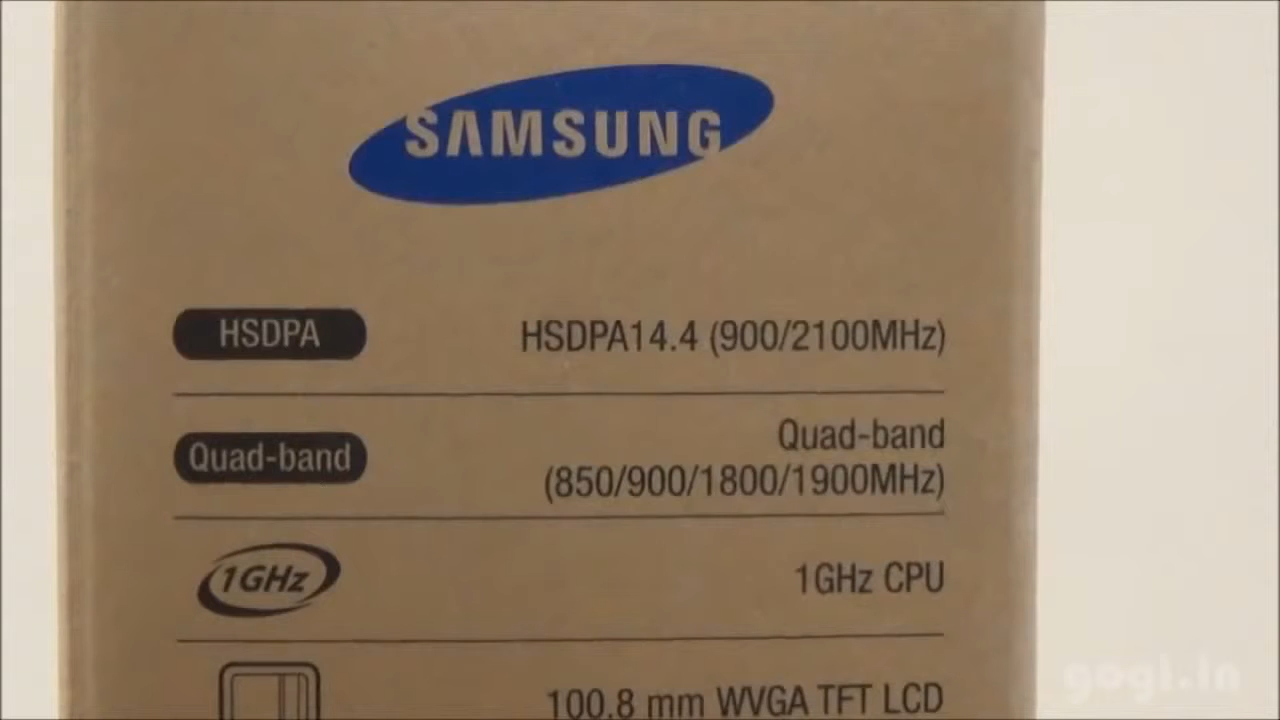 SAMSUNG
HSDPA HSDPA14.4 (900/2100MHz)
Quad-band Quad-band
(850/900/1800/1900MHz)
1GHz 1GHz CPU
100.8 mm WVGA TFT LCD
gogi.in